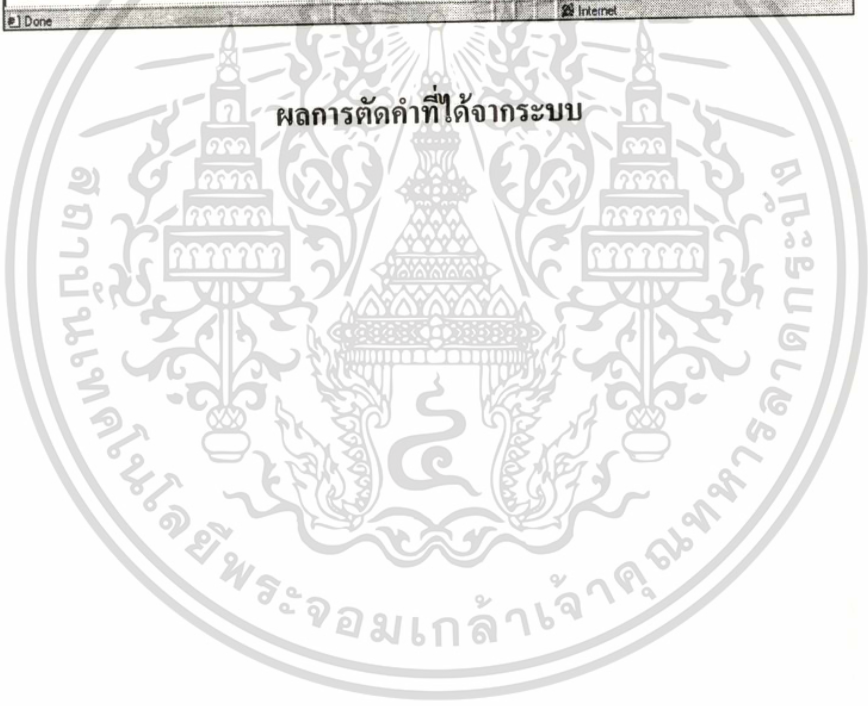 Done Internet
ผลการตัดคำที่ได้จากระบบ
สถาบันเทคโนโลยีพระจอมเกล้าเจ้าคุณทหารลาดกระบัง